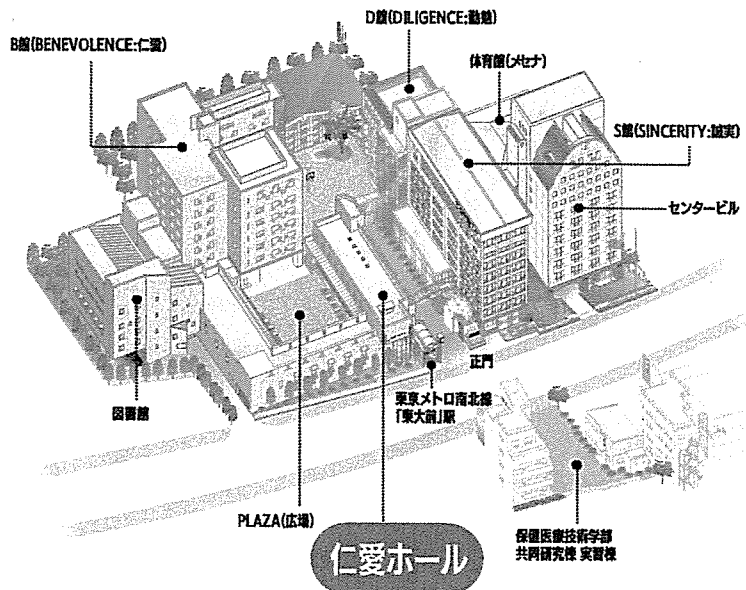 D館(DILIGENCE:勤勉)
B館(BENEVOLENCE:仁愛)
体育館(メセナ)
S館(SINCERITY:誠実)
センタービル
正門
図書館
東京メトロ南北線
「東大前」駅
PLAZA(広場)
仁愛ホール
保健医療技術学部
共同研究棟 実習棟